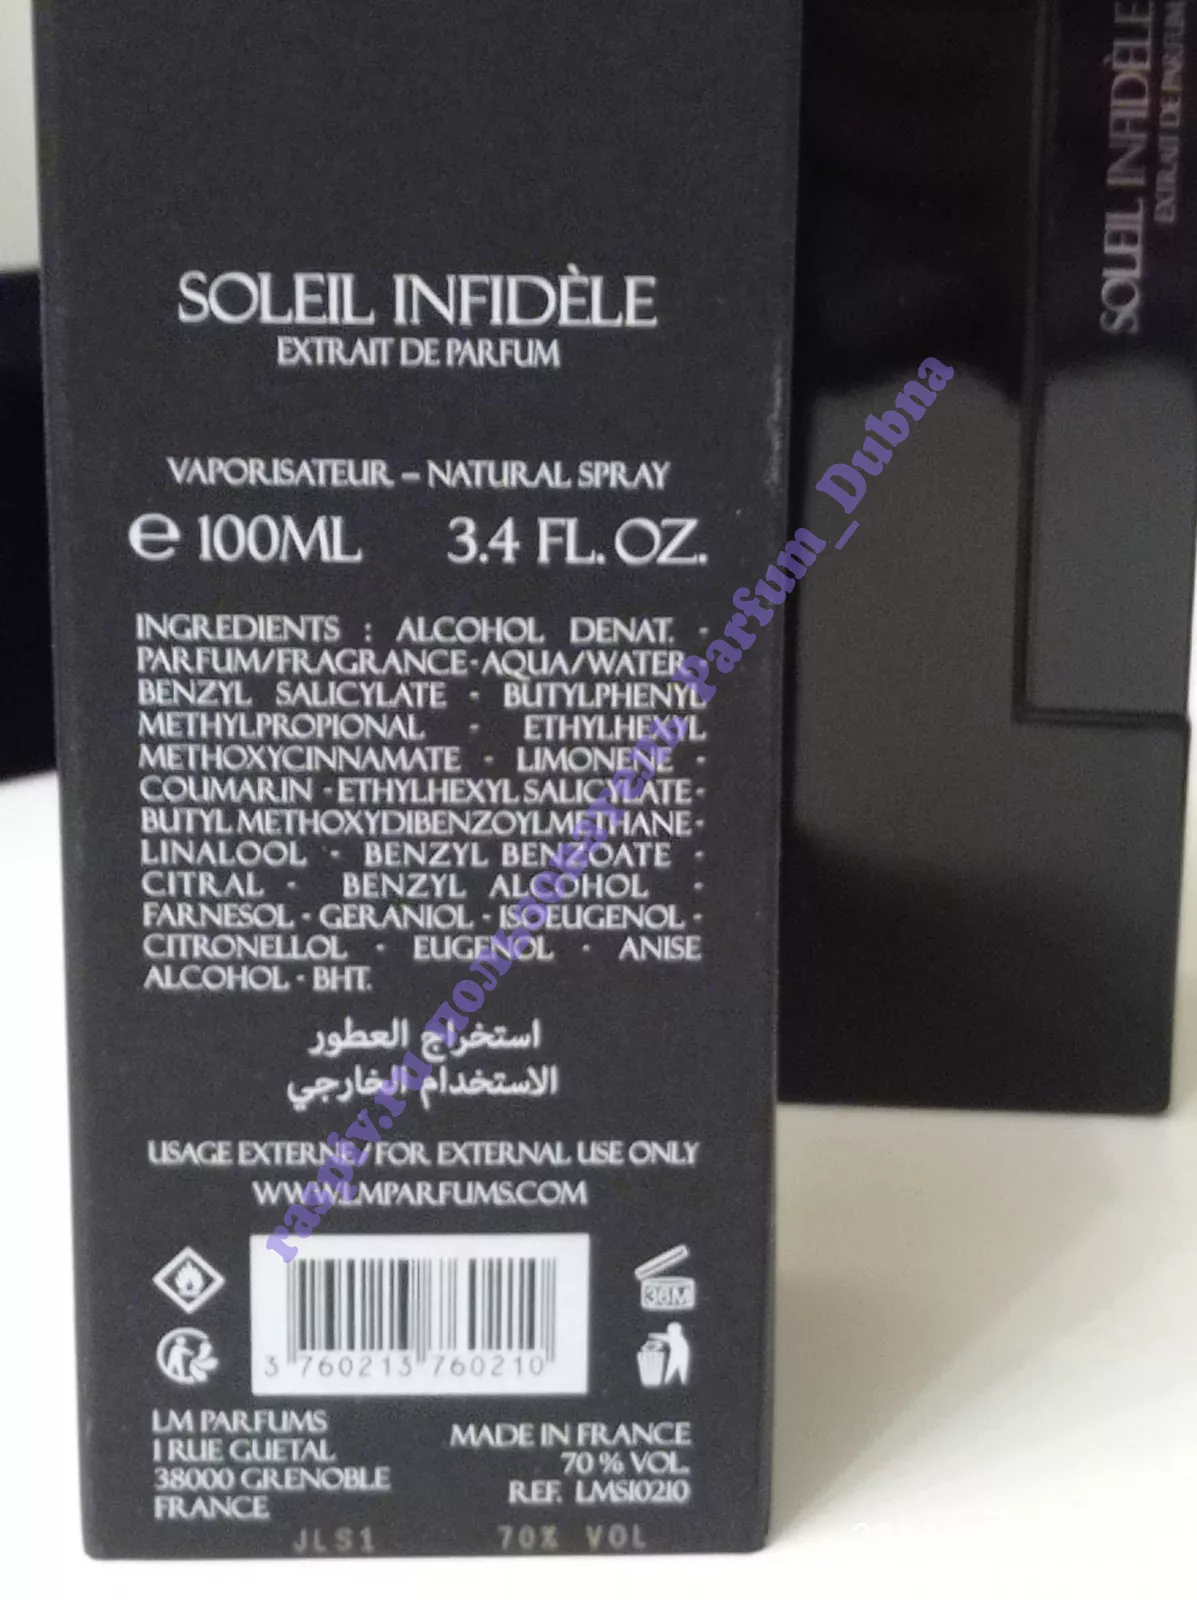 SOLEIL INFIDÈLE
EXTRAIT DE PARFUM
VAPORISATEUR – NATURAL SPRAY
℮ 100ML 3.4 FL. OZ.
INGREDIENTS : ALCOHOL DENAT. ·
PARFUM/FRAGRANCE · AQUA/WATER ·
BENZYL SALICYLATE · BUTYLPHENYL
METHYLPROPIONAL · ETHYLHEXYL
METHOXYCINNAMATE · LIMONENE ·
COUMARIN · ETHYLHEXYL SALICYLATE ·
BUTYL METHOXYDIBENZOYLMETHANE ·
LINALOOL · BENZYL BENZOATE ·
CITRAL · BENZYL ALCOHOL ·
FARNESOL · GERANIOL · ISOEUGENOL ·
CITRONELLOL · EUGENOL · ANISE
ALCOHOL · BHT.
استخراج العطور
الاستخدام الخارجي
USAGE EXTERNE / FOR EXTERNAL USE ONLY
WWW.LMPARFUMS.COM
36M
3 760213 760210
LM PARFUMS
1 RUE GUETAL
38000 GRENOBLE
FRANCE
MADE IN FRANCE
70 % VOL.
REF. LMS10210
JLS1 70% VOL
SOLEIL INFIDÈLE
EXTRAIT DE PARFUM
raspiv.ru пользователь Parfum_Dubna